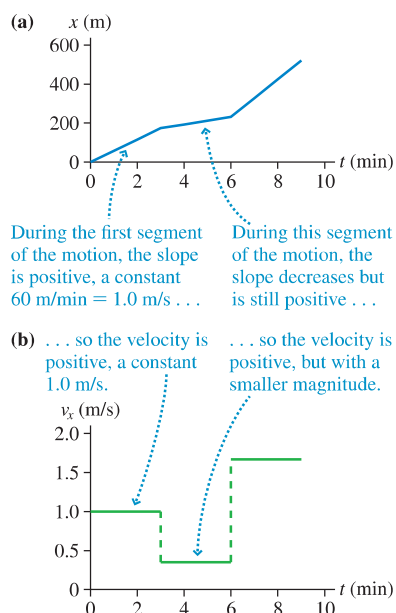 (a) x (m)
600
400
200
0
0 2 4 6 8 10 t (min)
During the first segment
of the motion, the slope
is positive, a constant
60 m/min = 1.0 m/s . . .
During this segment
of the motion, the
slope decreases but
is still positive . . .
(b) . . . so the velocity is
positive, a constant
1.0 m/s.
. . . so the velocity is
positive, but with a
smaller magnitude.
vₓ (m/s)
2.0
1.5
1.0
0.5
0
0 2 4 6 8 10 t (min)